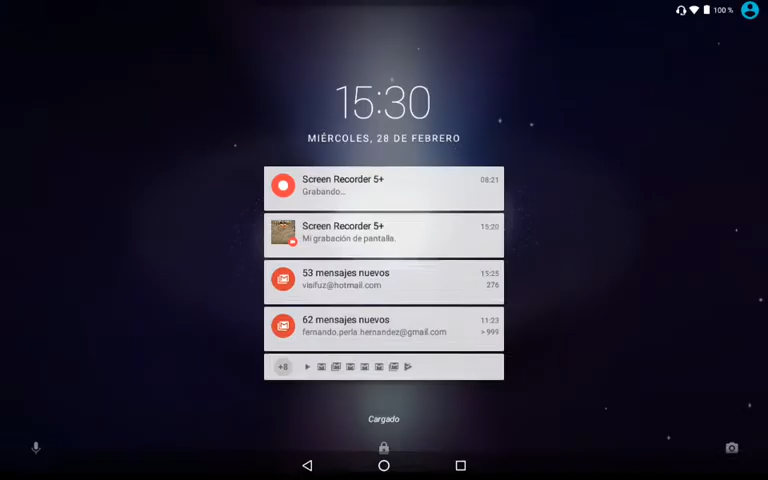 100 %
15:30
MIÉRCOLES, 28 DE FEBRERO
Screen Recorder 5+ 08:21
Grabando...
Screen Recorder 5+ 15:20
Mi grabación de pantalla.
53 mensajes nuevos 15:25
visifuz@hotmail.com 276
62 mensajes nuevos 11:23
fernando.perla.hernandez@gmail.com > 999
+8
Cargado